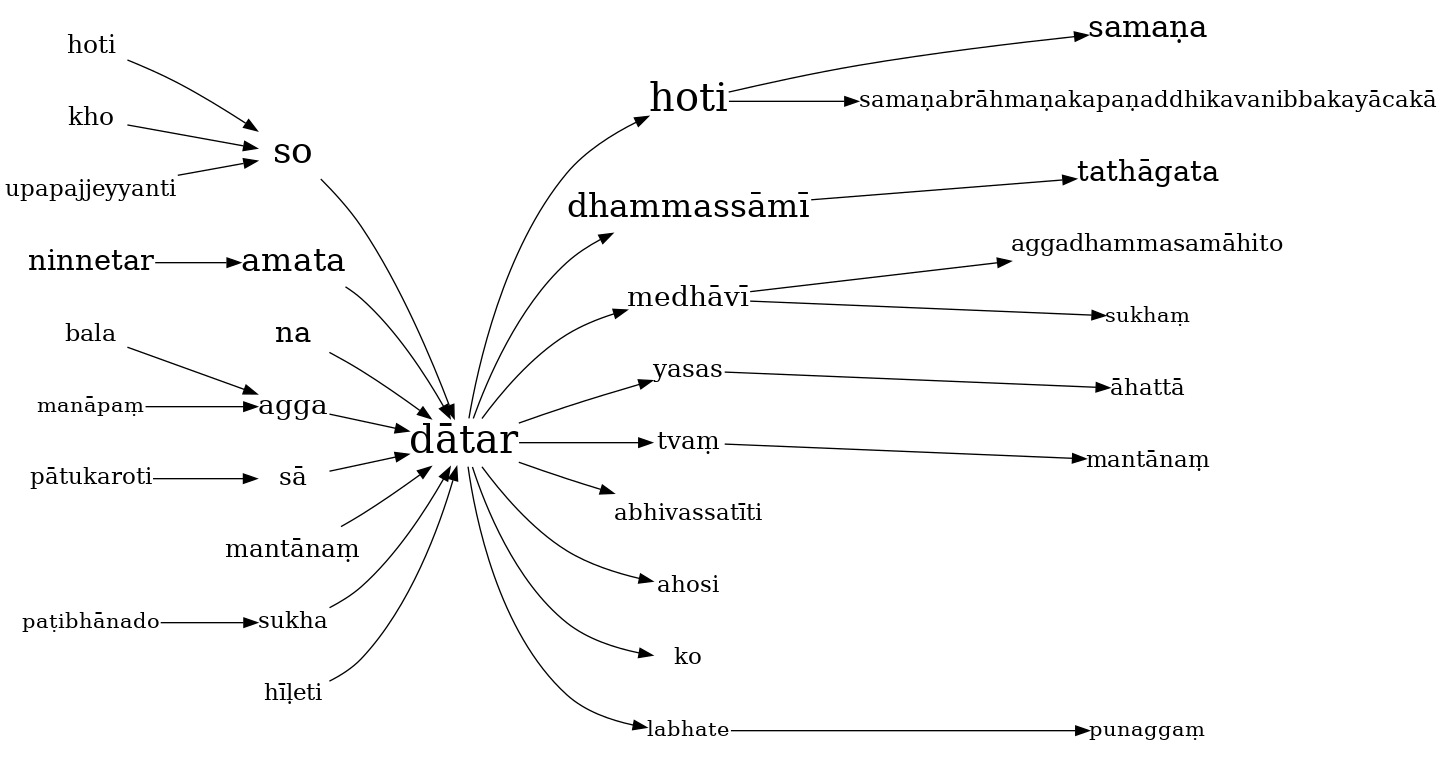 hoti
kho
upapajjeyyanti
ninnetar
bala
manāpaṃ
pātukaroti
paṭibhānado
so
amata
na
agga
sā
mantānaṃ
sukha
hīḷeti
dātar
hoti
dhammassāmī
medhāvī
yasas
tvaṃ
abhivassatīti
ahosi
ko
labhate
samaṇa
samaṇabrāhmaṇakapaṇaddhikavanibbakayācakā
tathāgata
aggadhammasamāhito
sukhaṃ
āhattā
mantānaṃ
punaggaṃ